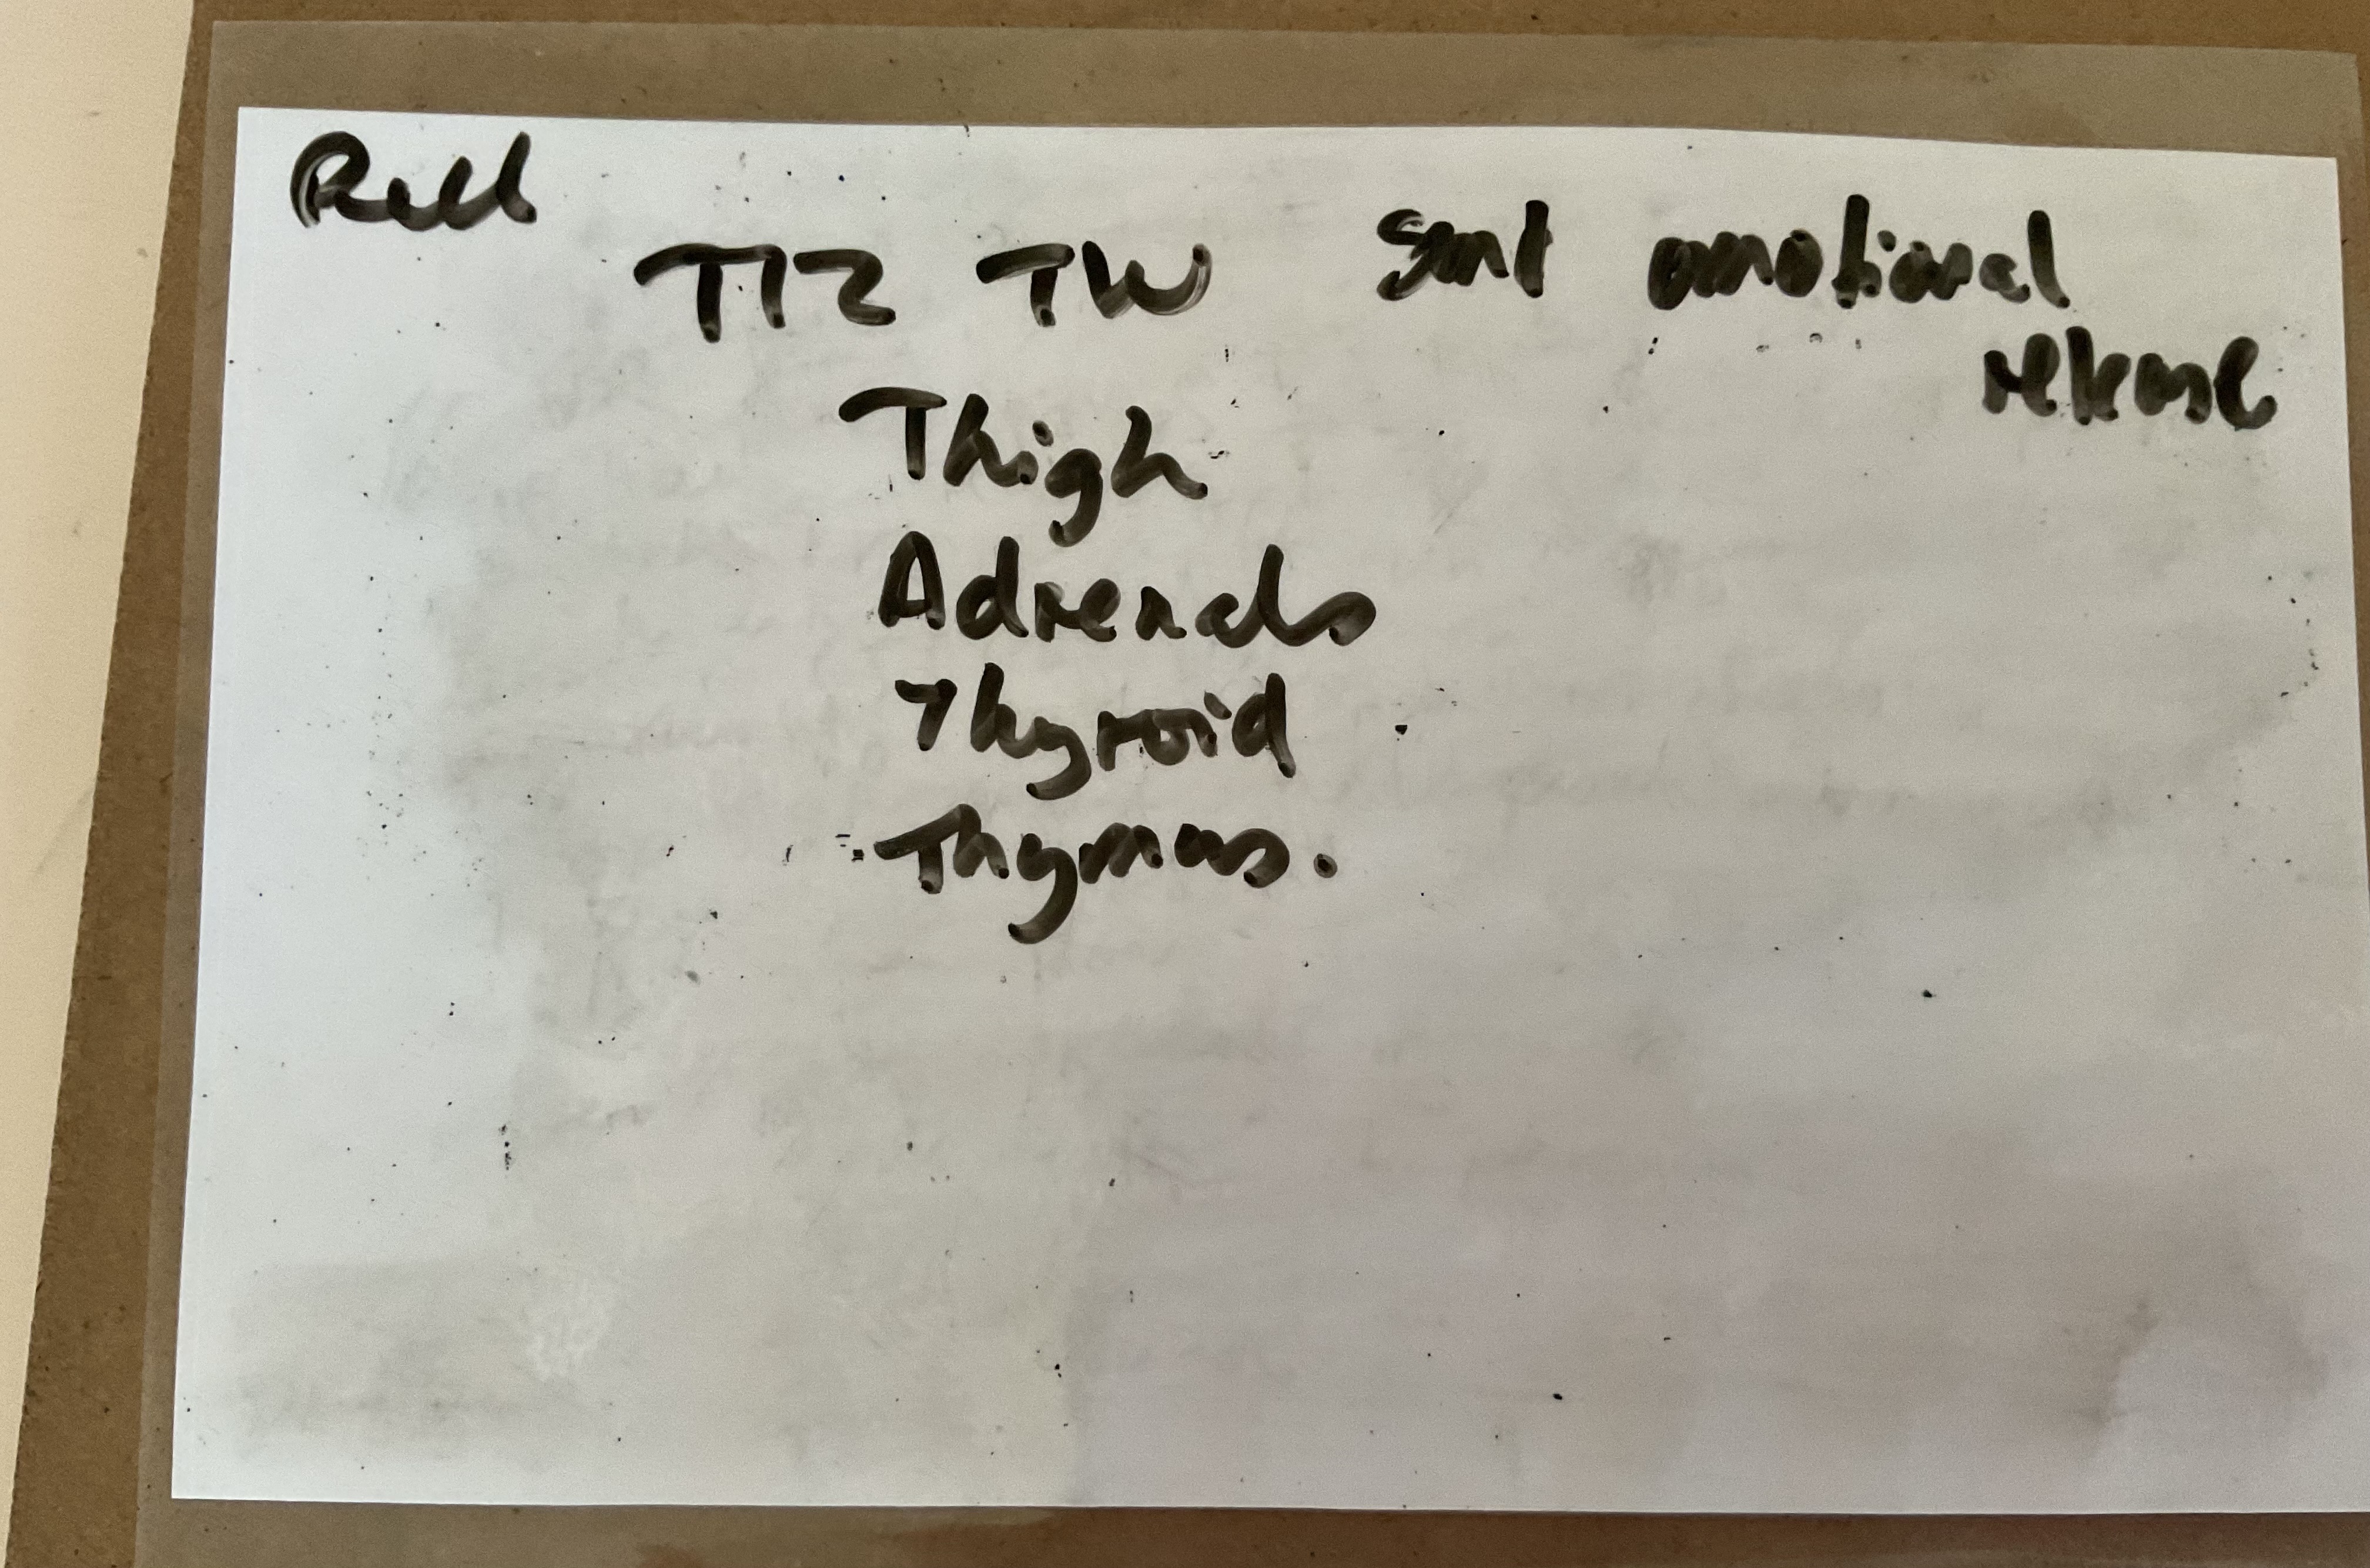 T12 TW emotional
release
Thigh
Adrenals
Thyroid
Thymus.